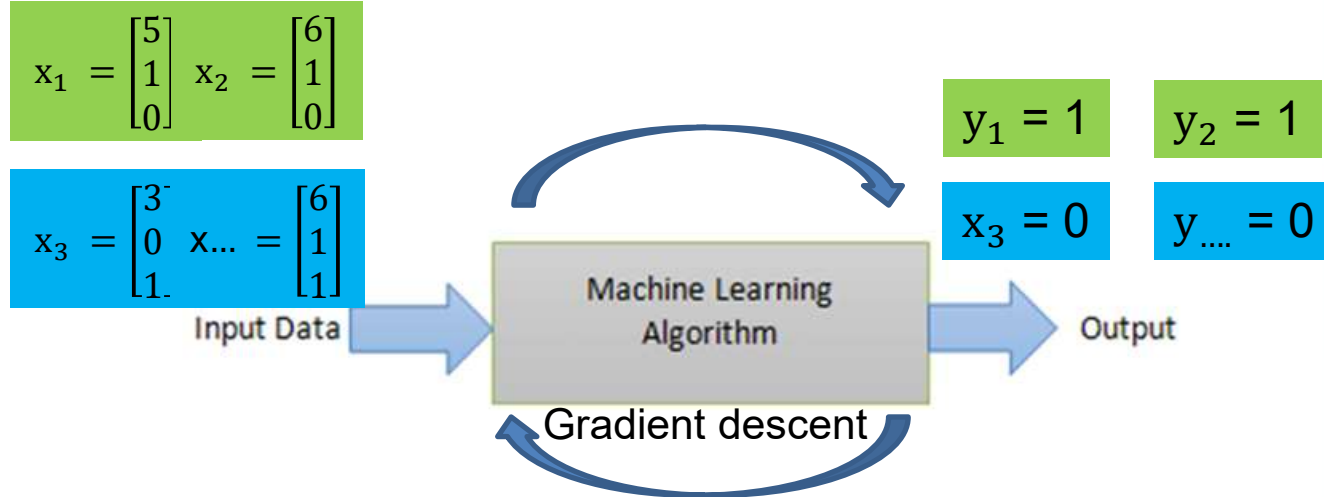 x₁ = [5 1 0] x₂ = [6 1 0]
x₃ = [3 0 1] x... = [6 1 1]
y₁ = 1 y₂ = 1
x₃ = 0 y.... = 0
Input Data
Machine Learning
Algorithm
Output
Gradient descent